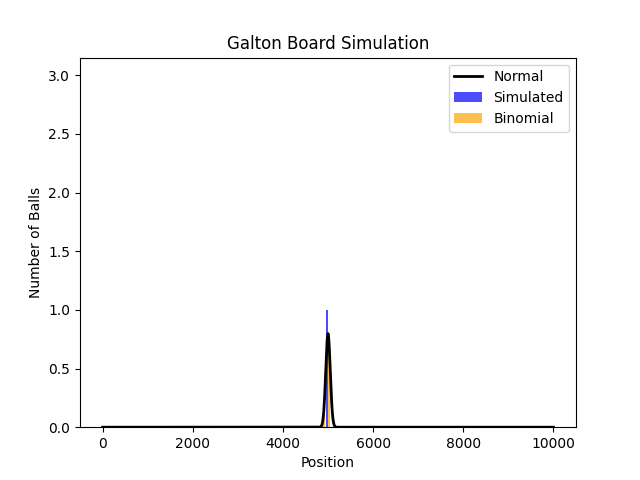 Galton Board Simulation
Normal
Simulated
Binomial
3.0
2.5
2.0
1.5
1.0
0.5
0.0
Number of Balls
0 2000 4000 6000 8000 10000
Position